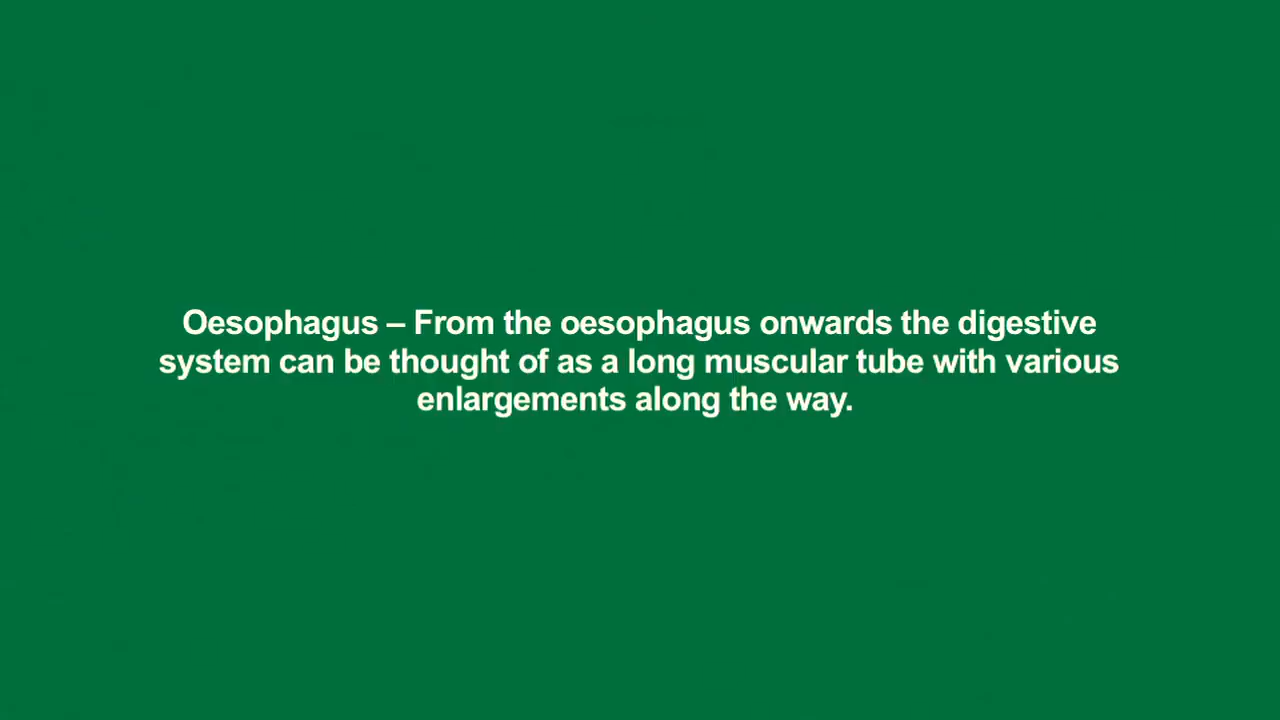 Oesophagus – From the oesophagus onwards the digestive
system can be thought of as a long muscular tube with various
enlargements along the way.